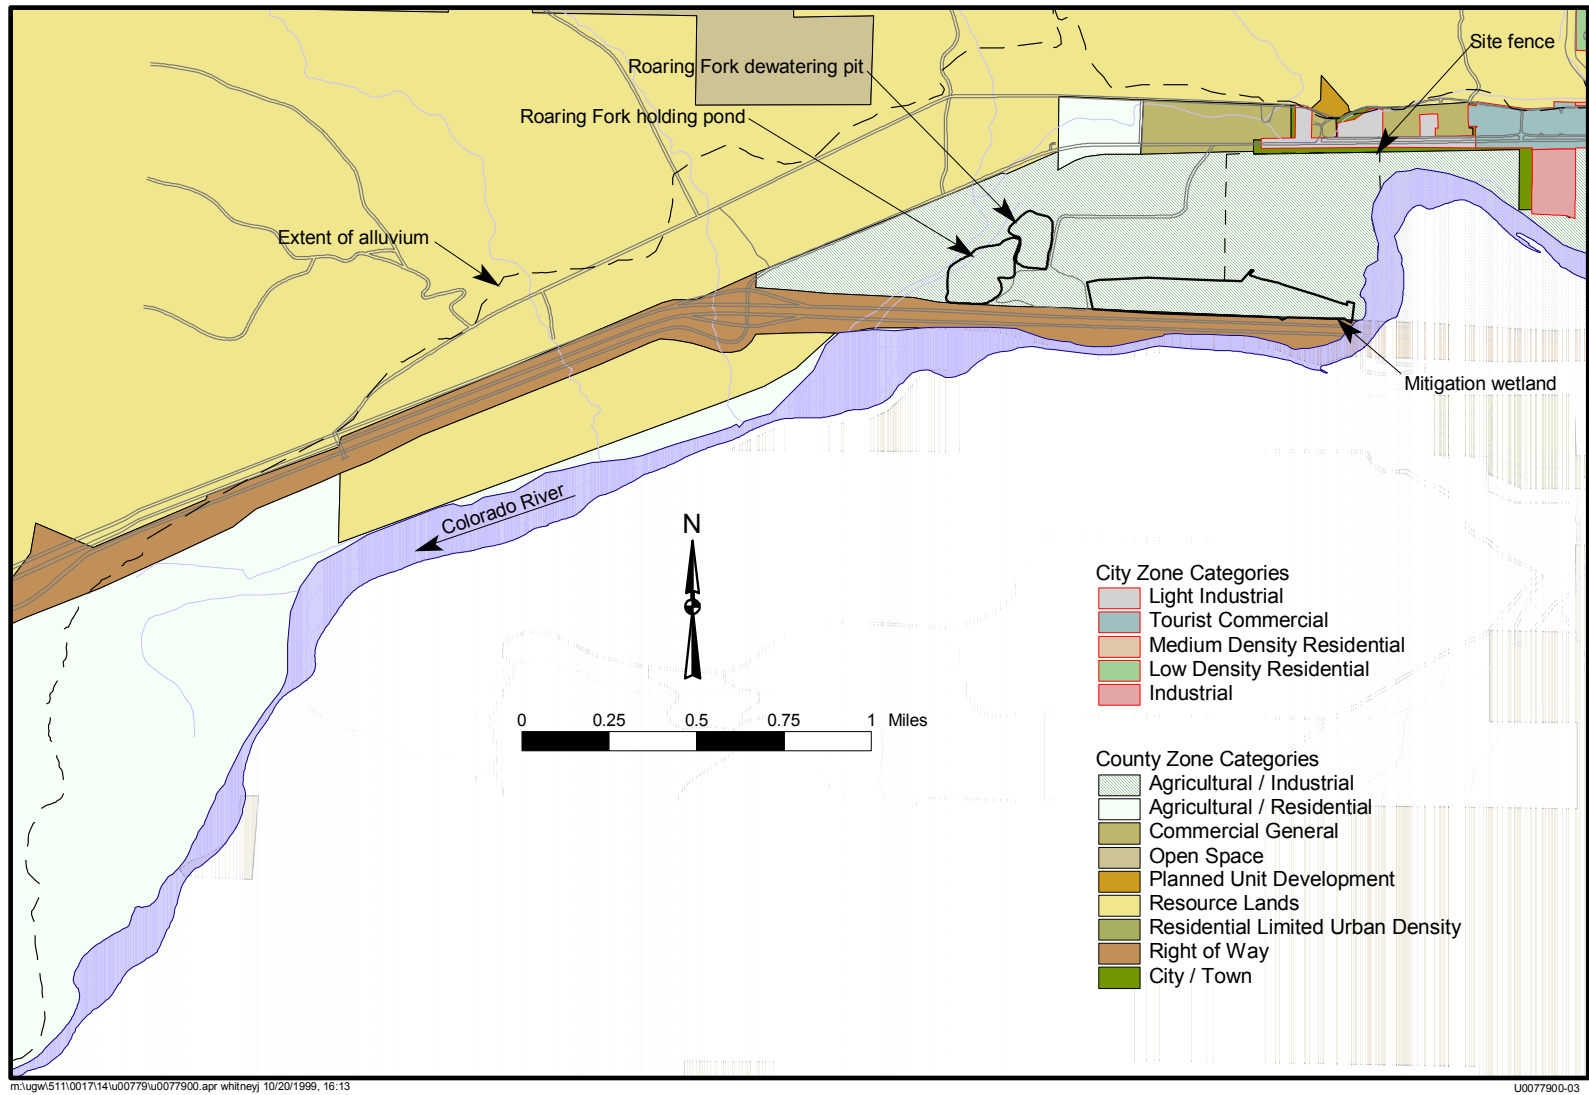 Site fence
Roaring Fork dewatering pit
Roaring Fork holding pond
Extent of alluvium
Mitigation wetland
Colorado River
N
0 0.25 0.5 0.75 1 Miles
City Zone Categories
Light Industrial
Tourist Commercial
Medium Density Residential
Low Density Residential
Industrial
County Zone Categories
Agricultural / Industrial
Agricultural / Residential
Commercial General
Open Space
Planned Unit Development
Resource Lands
Residential Limited Urban Density
Right of Way
City / Town
m:\ugw\511\0017\14\u00779\u0077900.apr whitneyj 10/20/1999, 16:13
U0077900-03